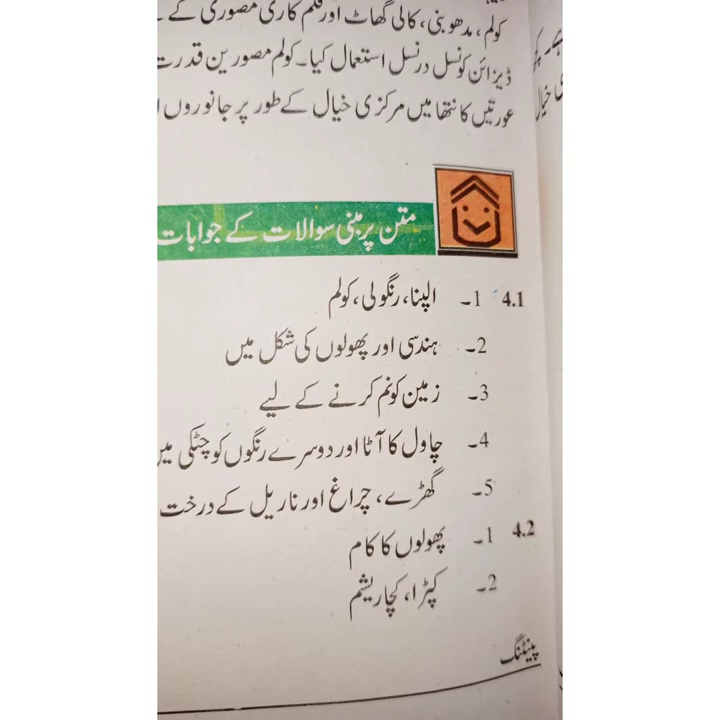 کولم، مدھوبنی، کالی گھاٹ اور قلم کاری مصوری کے
ڈیزائن کو نسل در نسل استعمال کیا۔ کولم مصورین قدرت
عورتیں کانتھا میں مرکزی خیال کے طور پر جانوروں
متن پر مبنی سوالات کے جوابات
4.1 1۔ الپنا، رنگولی، کولم
2۔ ہندسی اور پھولوں کی شکل میں
3۔ زمین کو نم کرنے کے لیے
4۔ چاول کا آٹا اور دوسرے رنگوں کو چٹکی میں
5۔ گھڑے، چراغ اور ناریل کے درخت
4.2 1۔ پھولوں کا کام
2۔ کپڑا، کچا ریشم
پینٹنگ